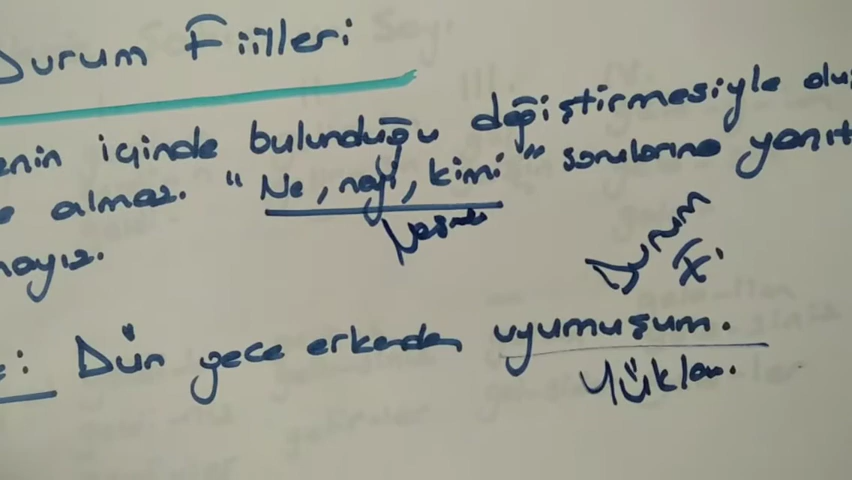 Durum Fiilleri
enin içinde bulunduğu değiştirmesiyle olu
almaz. "Ne, neyi, kimi" sorularına yanıt
Nesne
mayız.
Durum
Dün gece erkenden uyumuşum.
Yüklem.